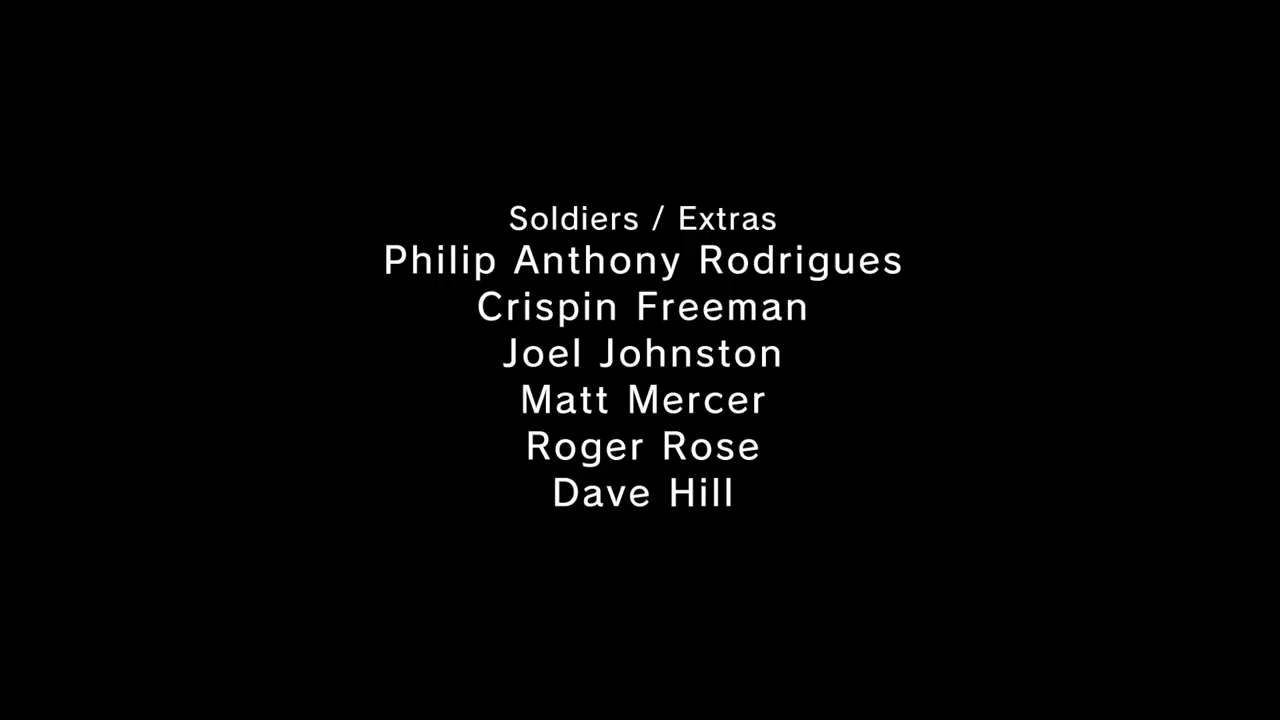 Soldiers / Extras
Philip Anthony Rodrigues
Crispin Freeman
Joel Johnston
Matt Mercer
Roger Rose
Dave Hill